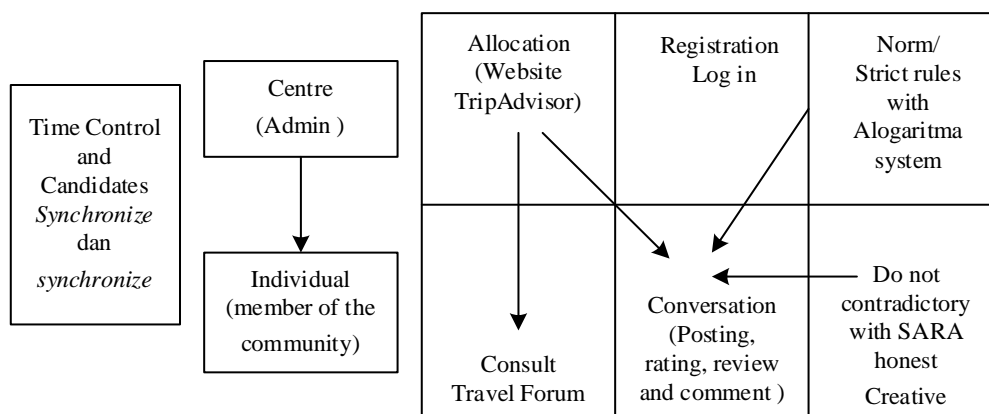 Time Control
and
Candidates
Synchronize
dan
synchronize
Centre
(Admin )
Individual
(member of the
community)
Allocation
(Website
TripAdvisor)
Registration
Log in
Norm/
Strict rules
with
Alogaritma
system
Consult
Travel Forum
Conversation
(Posting,
rating, review
and comment )
Do not
contradictory
with SARA
honest
Creative